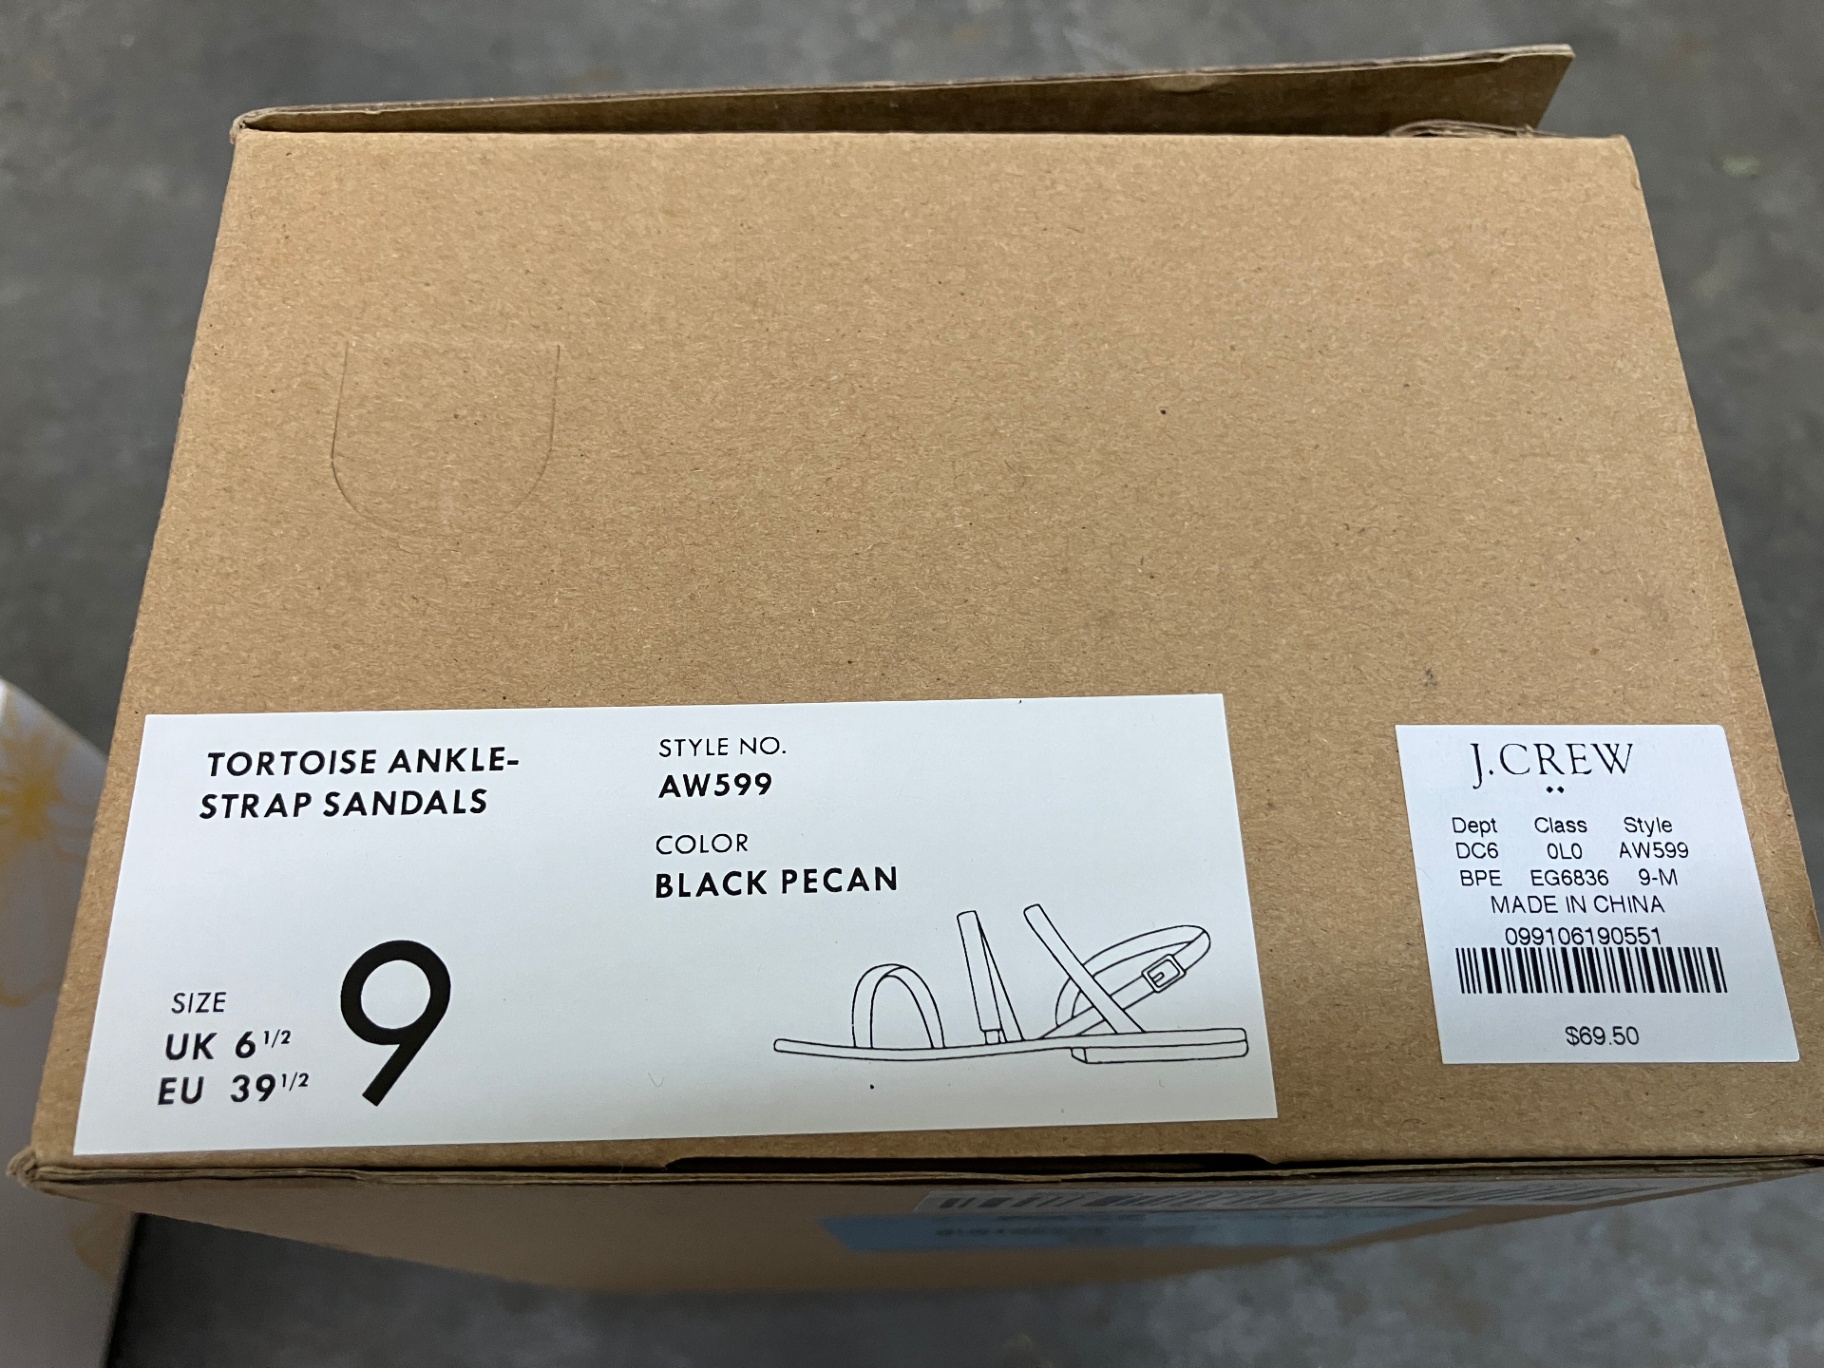 TORTOISE ANKLE-
STRAP SANDALS
STYLE NO.
AW599
COLOR
BLACK PECAN
SIZE
UK 6 1/2
EU 39 1/2
9
J.CREW
Dept Class Style
DC6 0L0 AW599
BPE EG6836 9-M
MADE IN CHINA
099106190551
$69.50